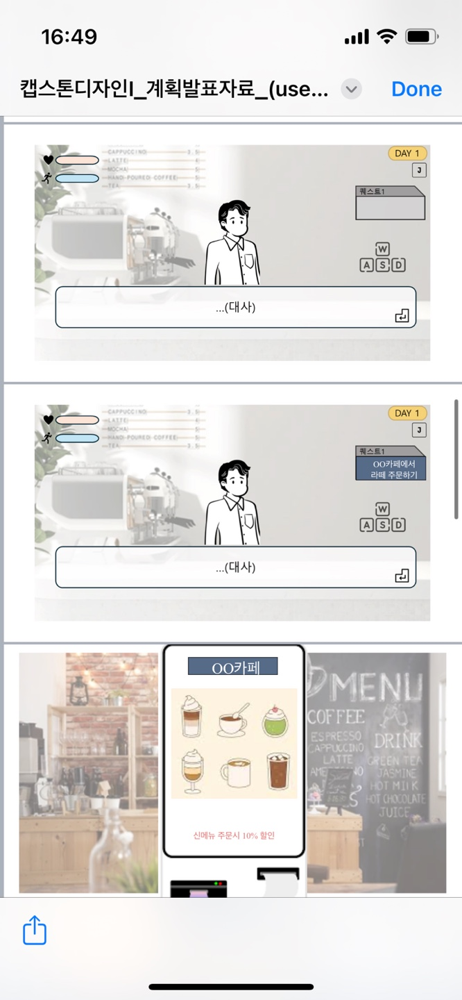 16:49
캡스톤디자인I_계획발표자료_(use...
Done
CAPPUCCINO 3.5
LATTE 4
MOCHA 5
HAND-POURED COFFEE 5
TEA 3.5
DAY 1
J
퀘스트1
W
A S D
...(대사)
CAPPUCCINO 3.5
LATTE 4
MOCHA 5
HAND POURED COFFEE 5
TEA 3.5
DAY 1
J
퀘스트1
OO카페에서
라떼 주문하기
W
A S D
...(대사)
OO카페
신메뉴 주문시 10% 할인
MENU
COFFEE
ESPRESSO
CAPPUCCINO
LATTE
DRINK
GREEN TEA
JASMINE
HOT MILK
HOT CHOCOLATE
JUICE